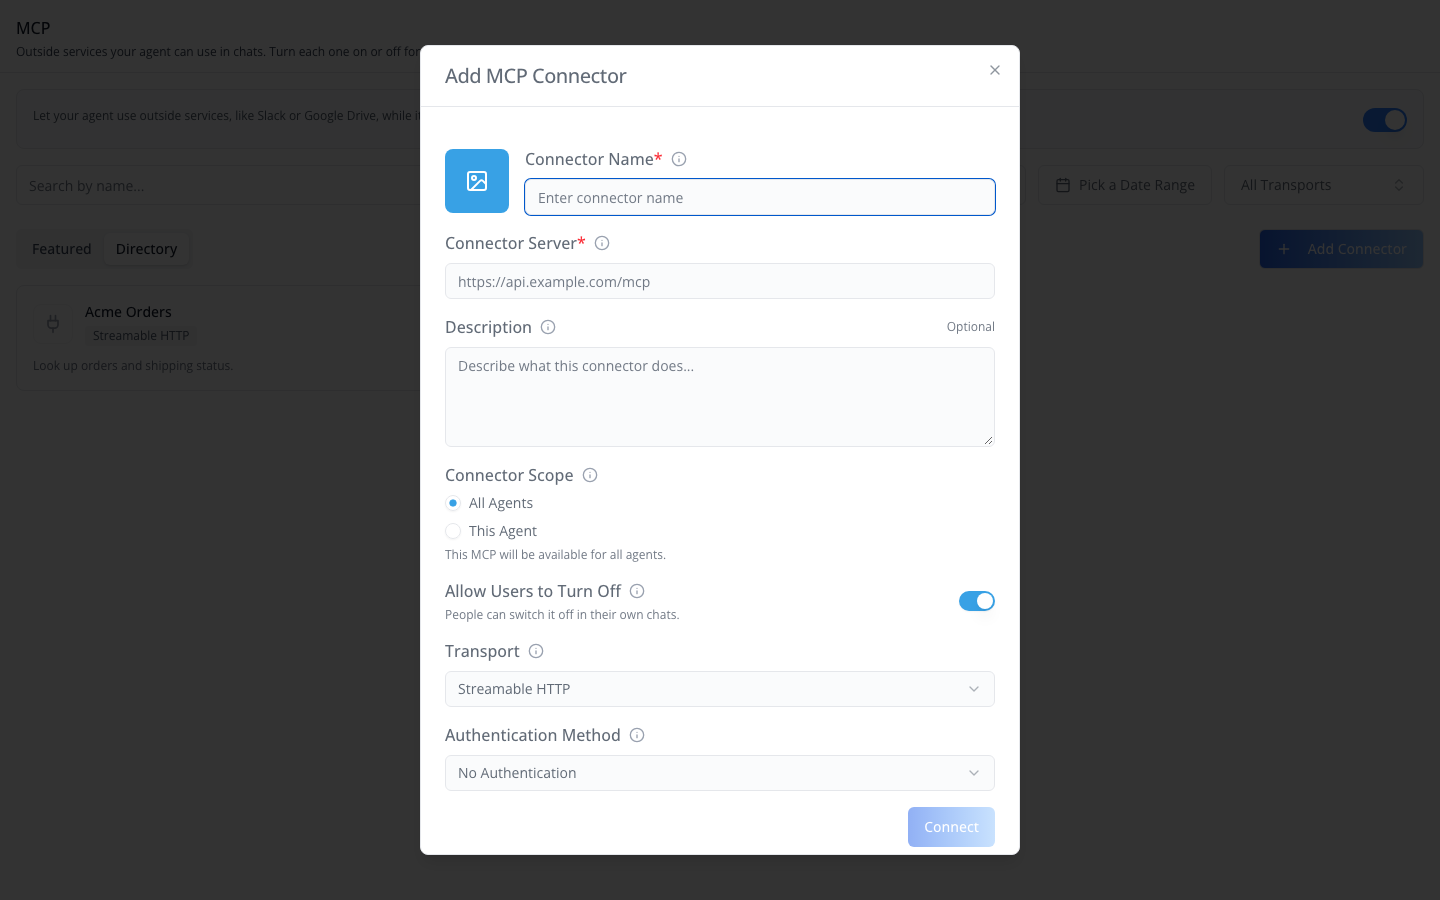 MCP
Outside services your agent can use in chats. Turn each one on or off for
Add MCP Connector
Let your agent use outside services, like Slack or Google Drive, while
Search by name...
Pick a Date Range
All Transports
Featured
Directory
Add Connector
Acme Orders
Streamable HTTP
Look up orders and shipping status.
Connector Name*
Enter connector name
Connector Server*
https://api.example.com/mcp
Description
Optional
Describe what this connector does...
Connector Scope
All Agents
This Agent
This MCP will be available for all agents.
Allow Users to Turn Off
People can switch it off in their own chats.
Transport
Streamable HTTP
Authentication Method
No Authentication
Connect